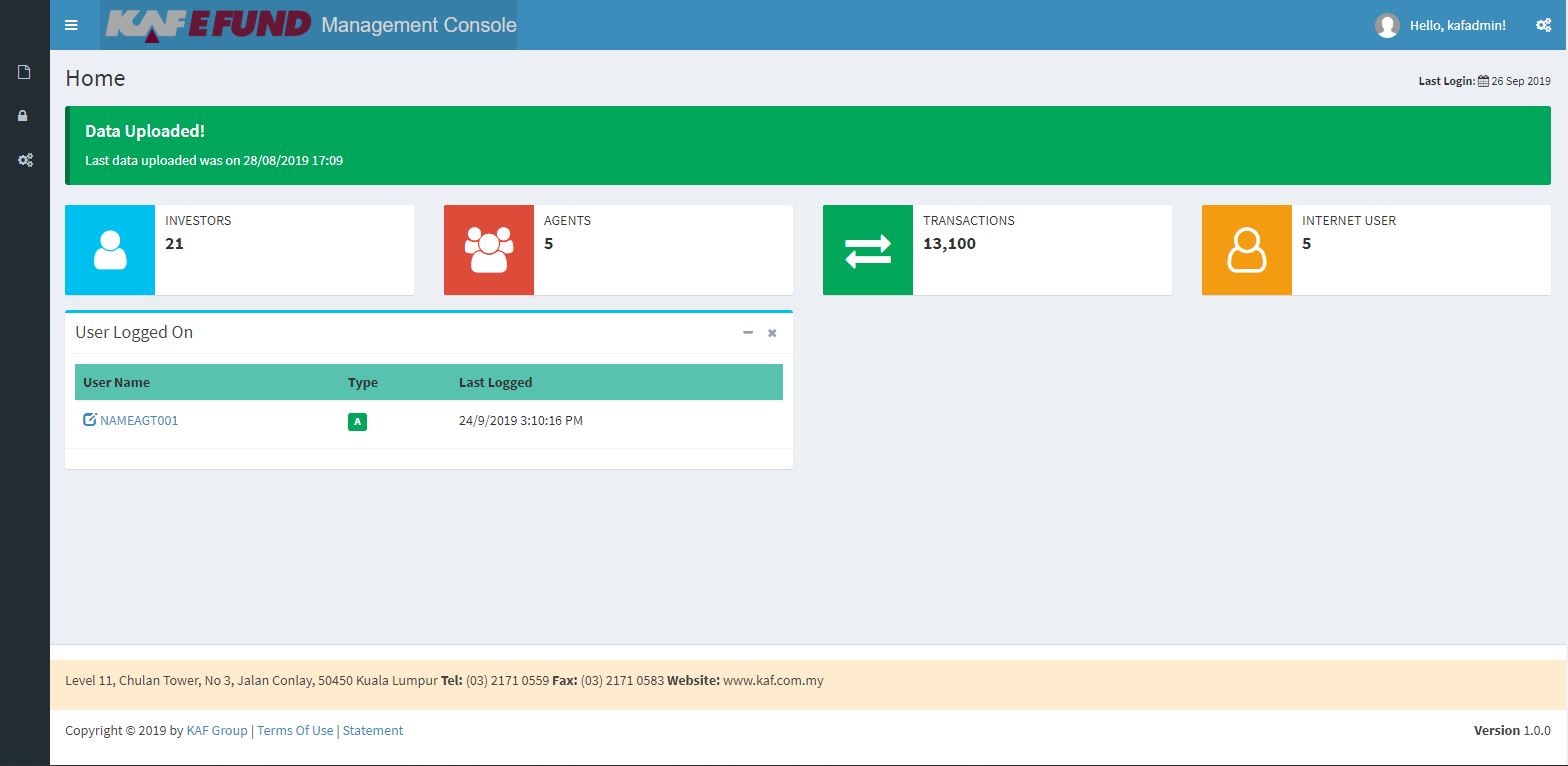 KAF E FUND Management Console
Hello, kafadmin!
Home
Last Login: 26 Sep 2019
Data Uploaded!
Last data uploaded was on 28/08/2019 17:09
INVESTORS
21
AGENTS
5
TRANSACTIONS
13,100
INTERNET USER
5
User Logged On
User Name Type Last Logged
NAMEAGT001 A 24/9/2019 3:10:16 PM
Level 11, Chulan Tower, No 3, Jalan Conlay, 50450 Kuala Lumpur Tel: (03) 2171 0559 Fax: (03) 2171 0583 Website: www.kaf.com.my
Copyright © 2019 by KAF Group | Terms Of Use | Statement
Version 1.0.0